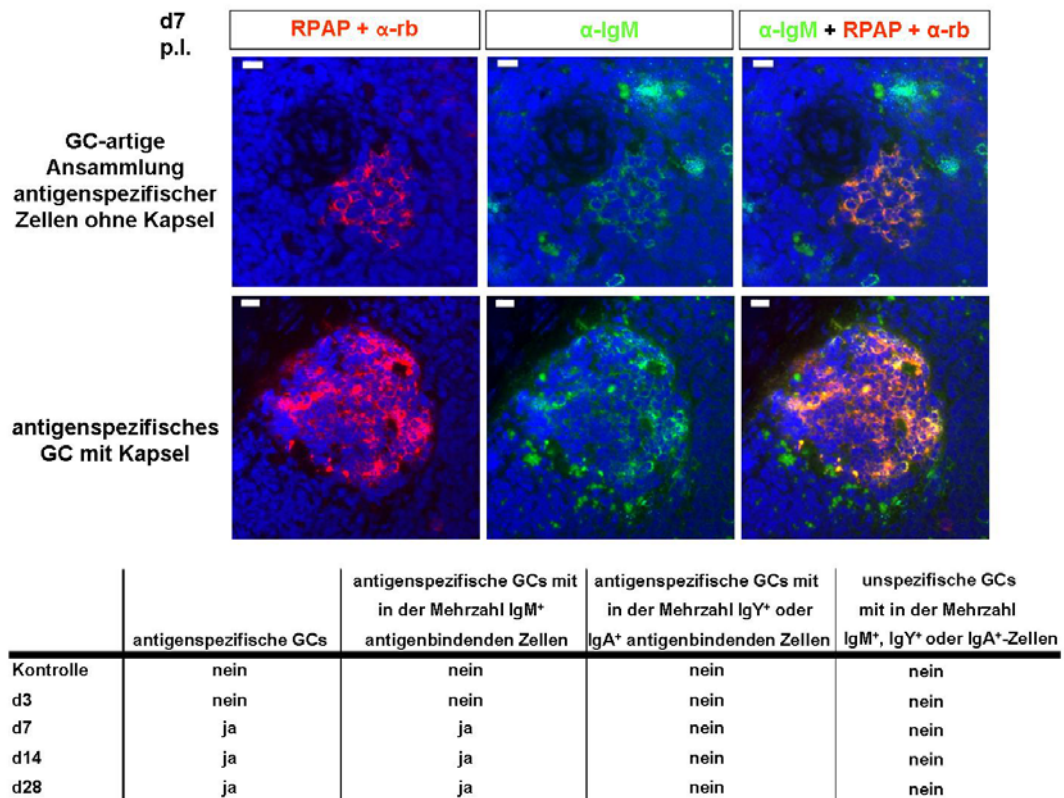 d7
p.l.
RPAP + α-rb
α-IgM
α-IgM + RPAP + α-rb
GC-artige
Ansammlung
antigenspezifischer
Zellen ohne Kapsel
antigenspezifisches
GC mit Kapsel
antigenspezifische GCs
antigenspezifische GCs mit
in der Mehrzahl IgM⁺
antigenbindenden Zellen
antigenspezifische GCs mit
in der Mehrzahl IgY⁺ oder
IgA⁺ antigenbindenden Zellen
unspezifische GCs
mit in der Mehrzahl
IgM⁺, IgY⁺ oder IgA⁺-Zellen
Kontrolle nein nein nein nein
d3 nein nein nein nein
d7 ja ja nein nein
d14 ja ja nein nein
d28 ja ja nein nein